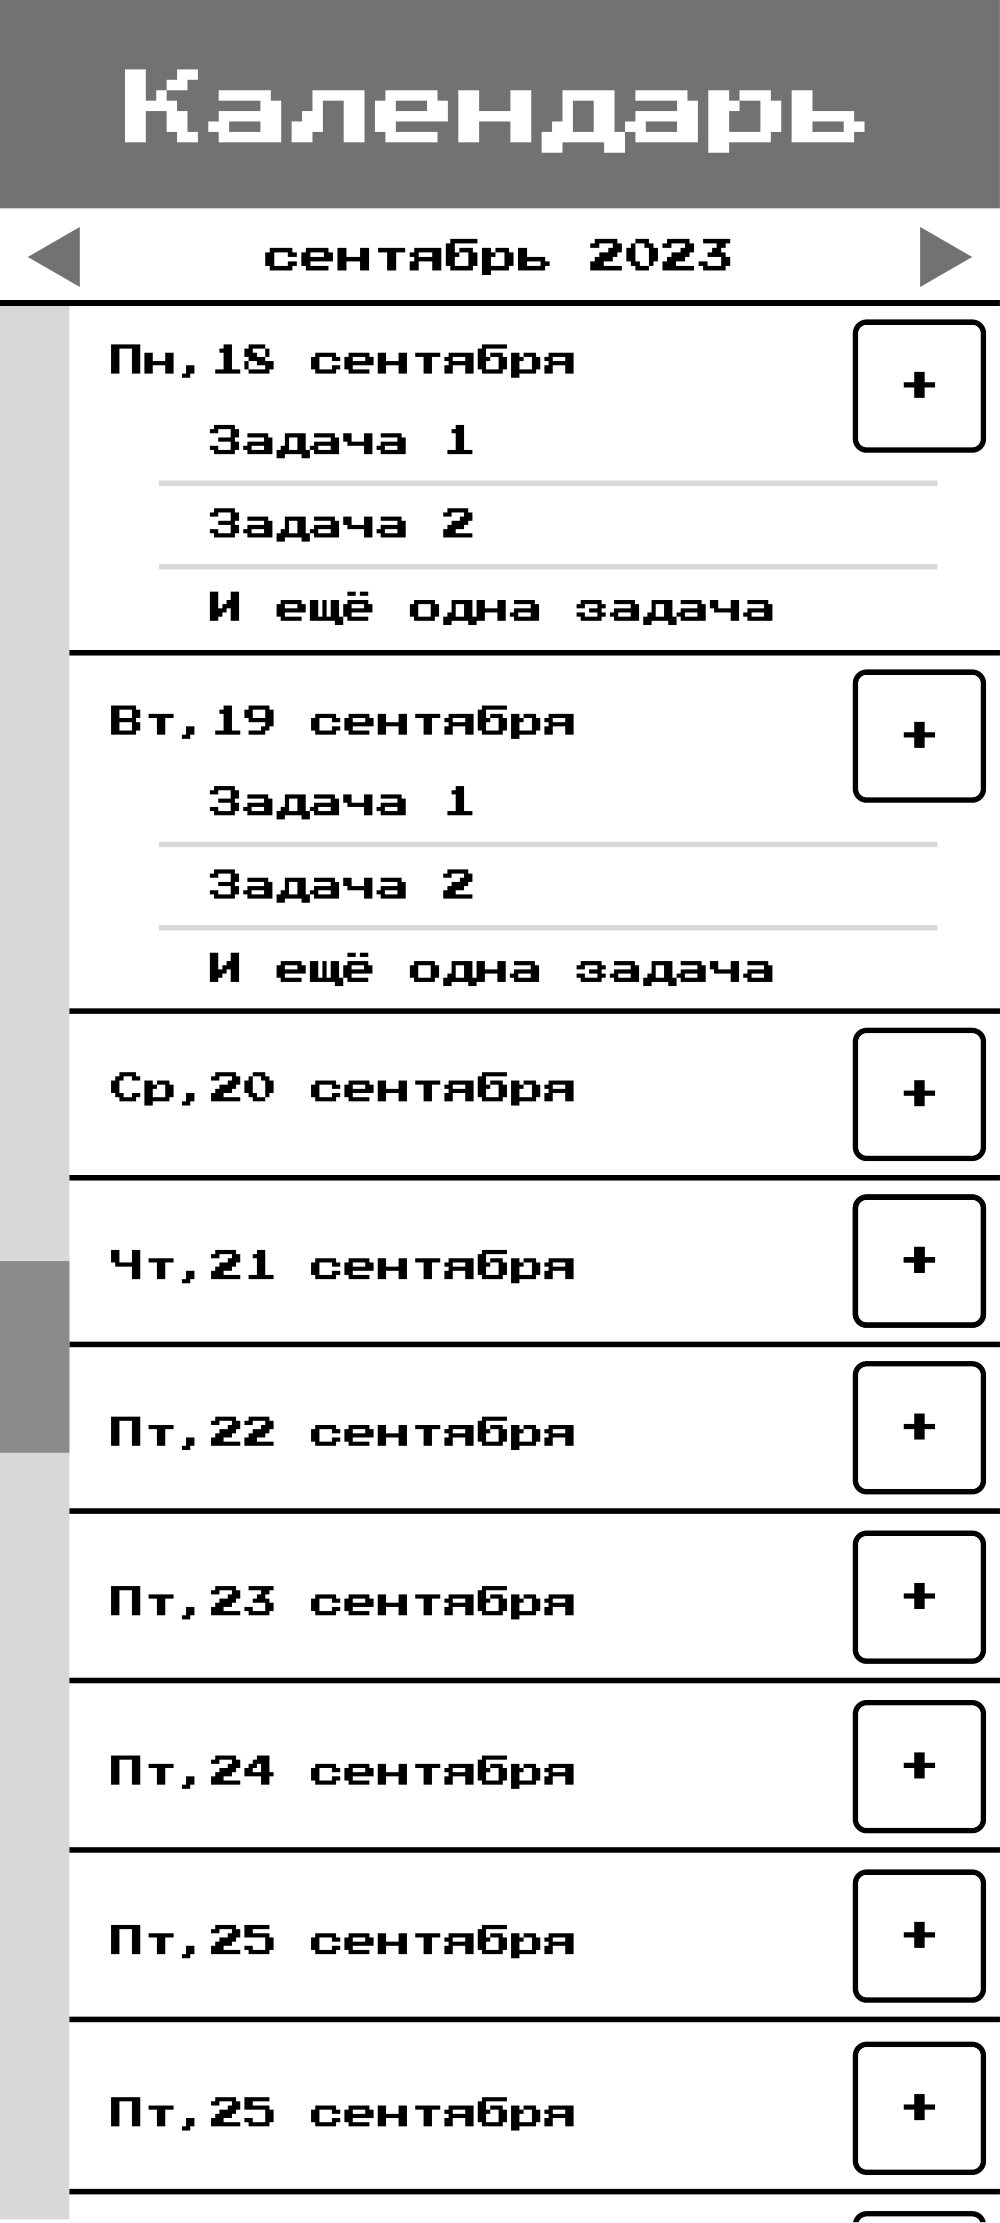 Календарь
сентябрь 2023
Пн,18 сентября
+
Задача 1
Задача 2
И ещё одна задача
Вт,19 сентября
+
Задача 1
Задача 2
И ещё одна задача
Ср,20 сентября
+
Чт,21 сентября
+
Пт,22 сентября
+
Пт,23 сентября
+
Пт,24 сентября
+
Пт,25 сентября
+
Пт,25 сентября
+